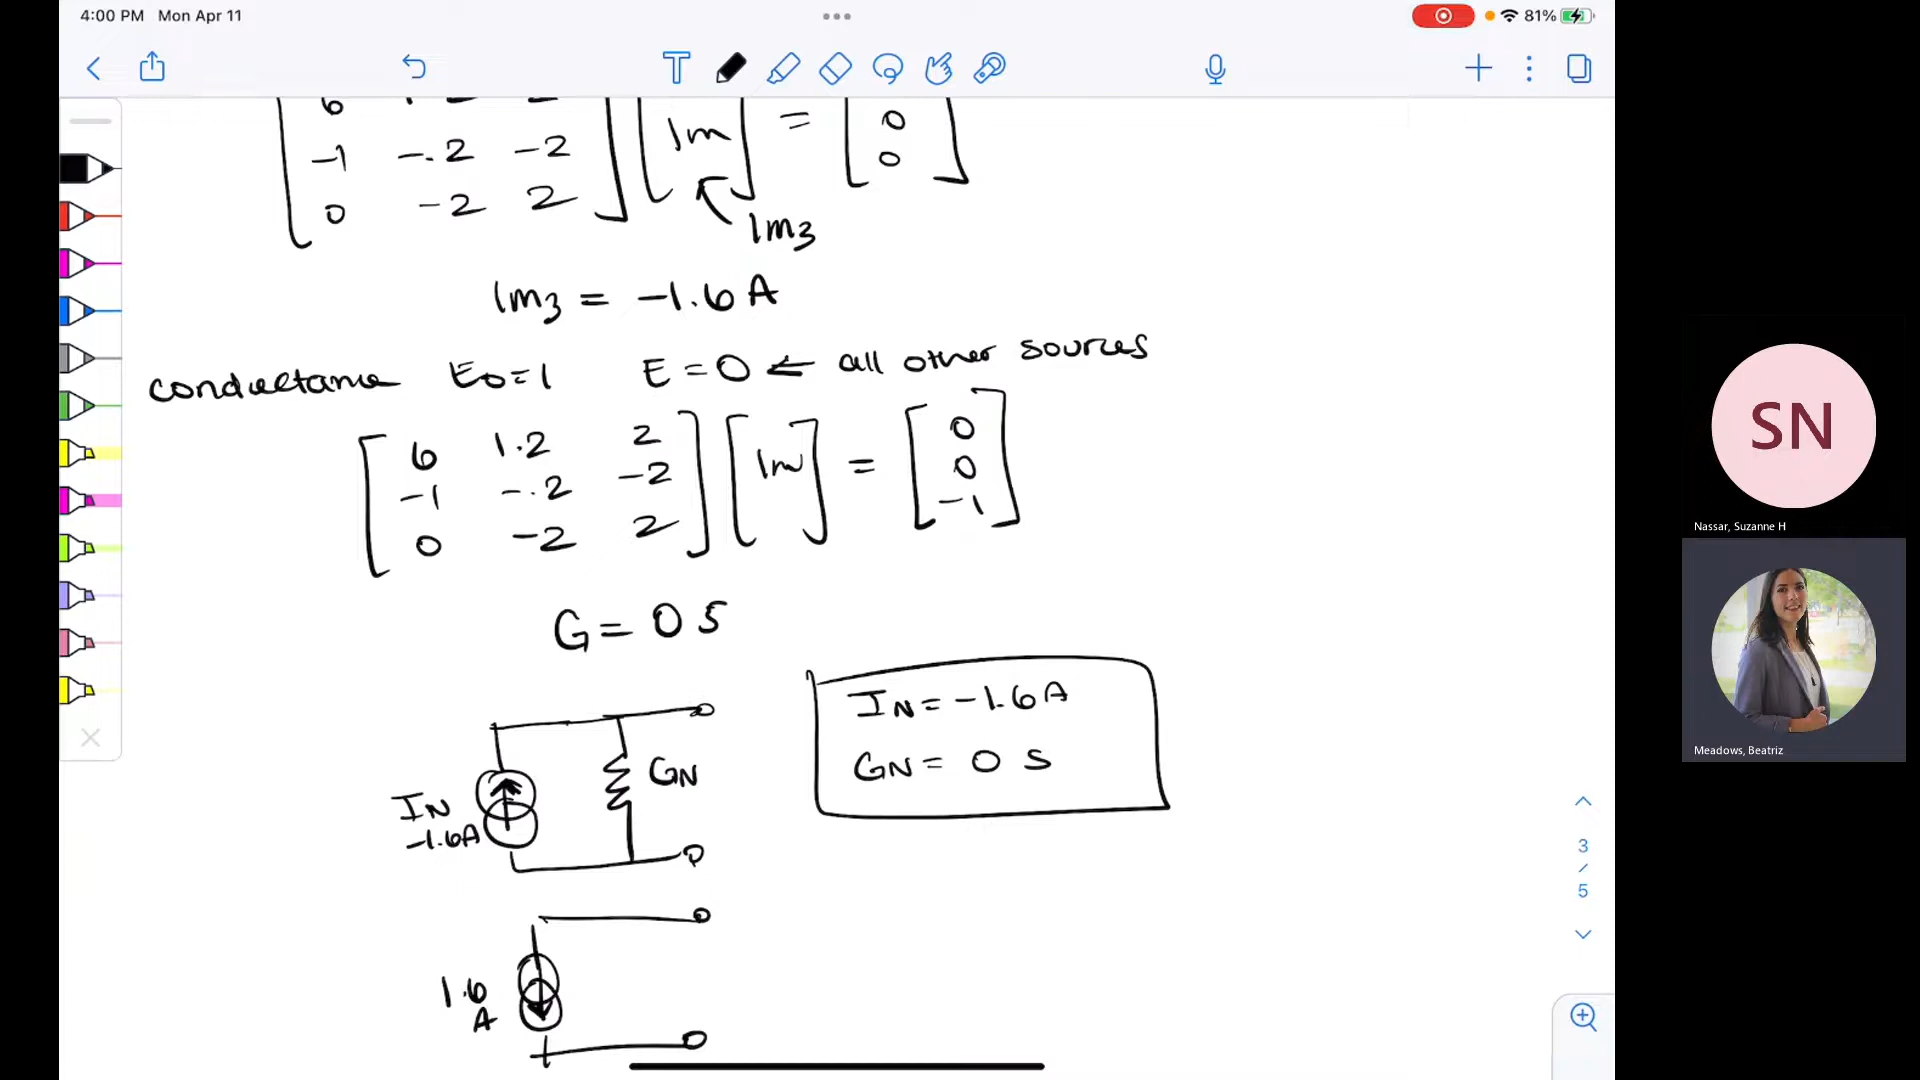 4:00 PM Mon Apr 11
81%
6
-1 -.2 -2
0 -2 2
Im
=
0
0
Im3
Im3 = -1.6 A
conductance Eo=1 E = 0 ← all other sources
6 1.2 2
-1 -.2 -2
0 -2 2
Im
=
0
0
-1
G = 0 S
IN = -1.6 A
GN = 0 S
GN
IN
-1.6A
1.6
A
SN
Nassar, Suzanne H
Meadows, Beatriz
3
/
5